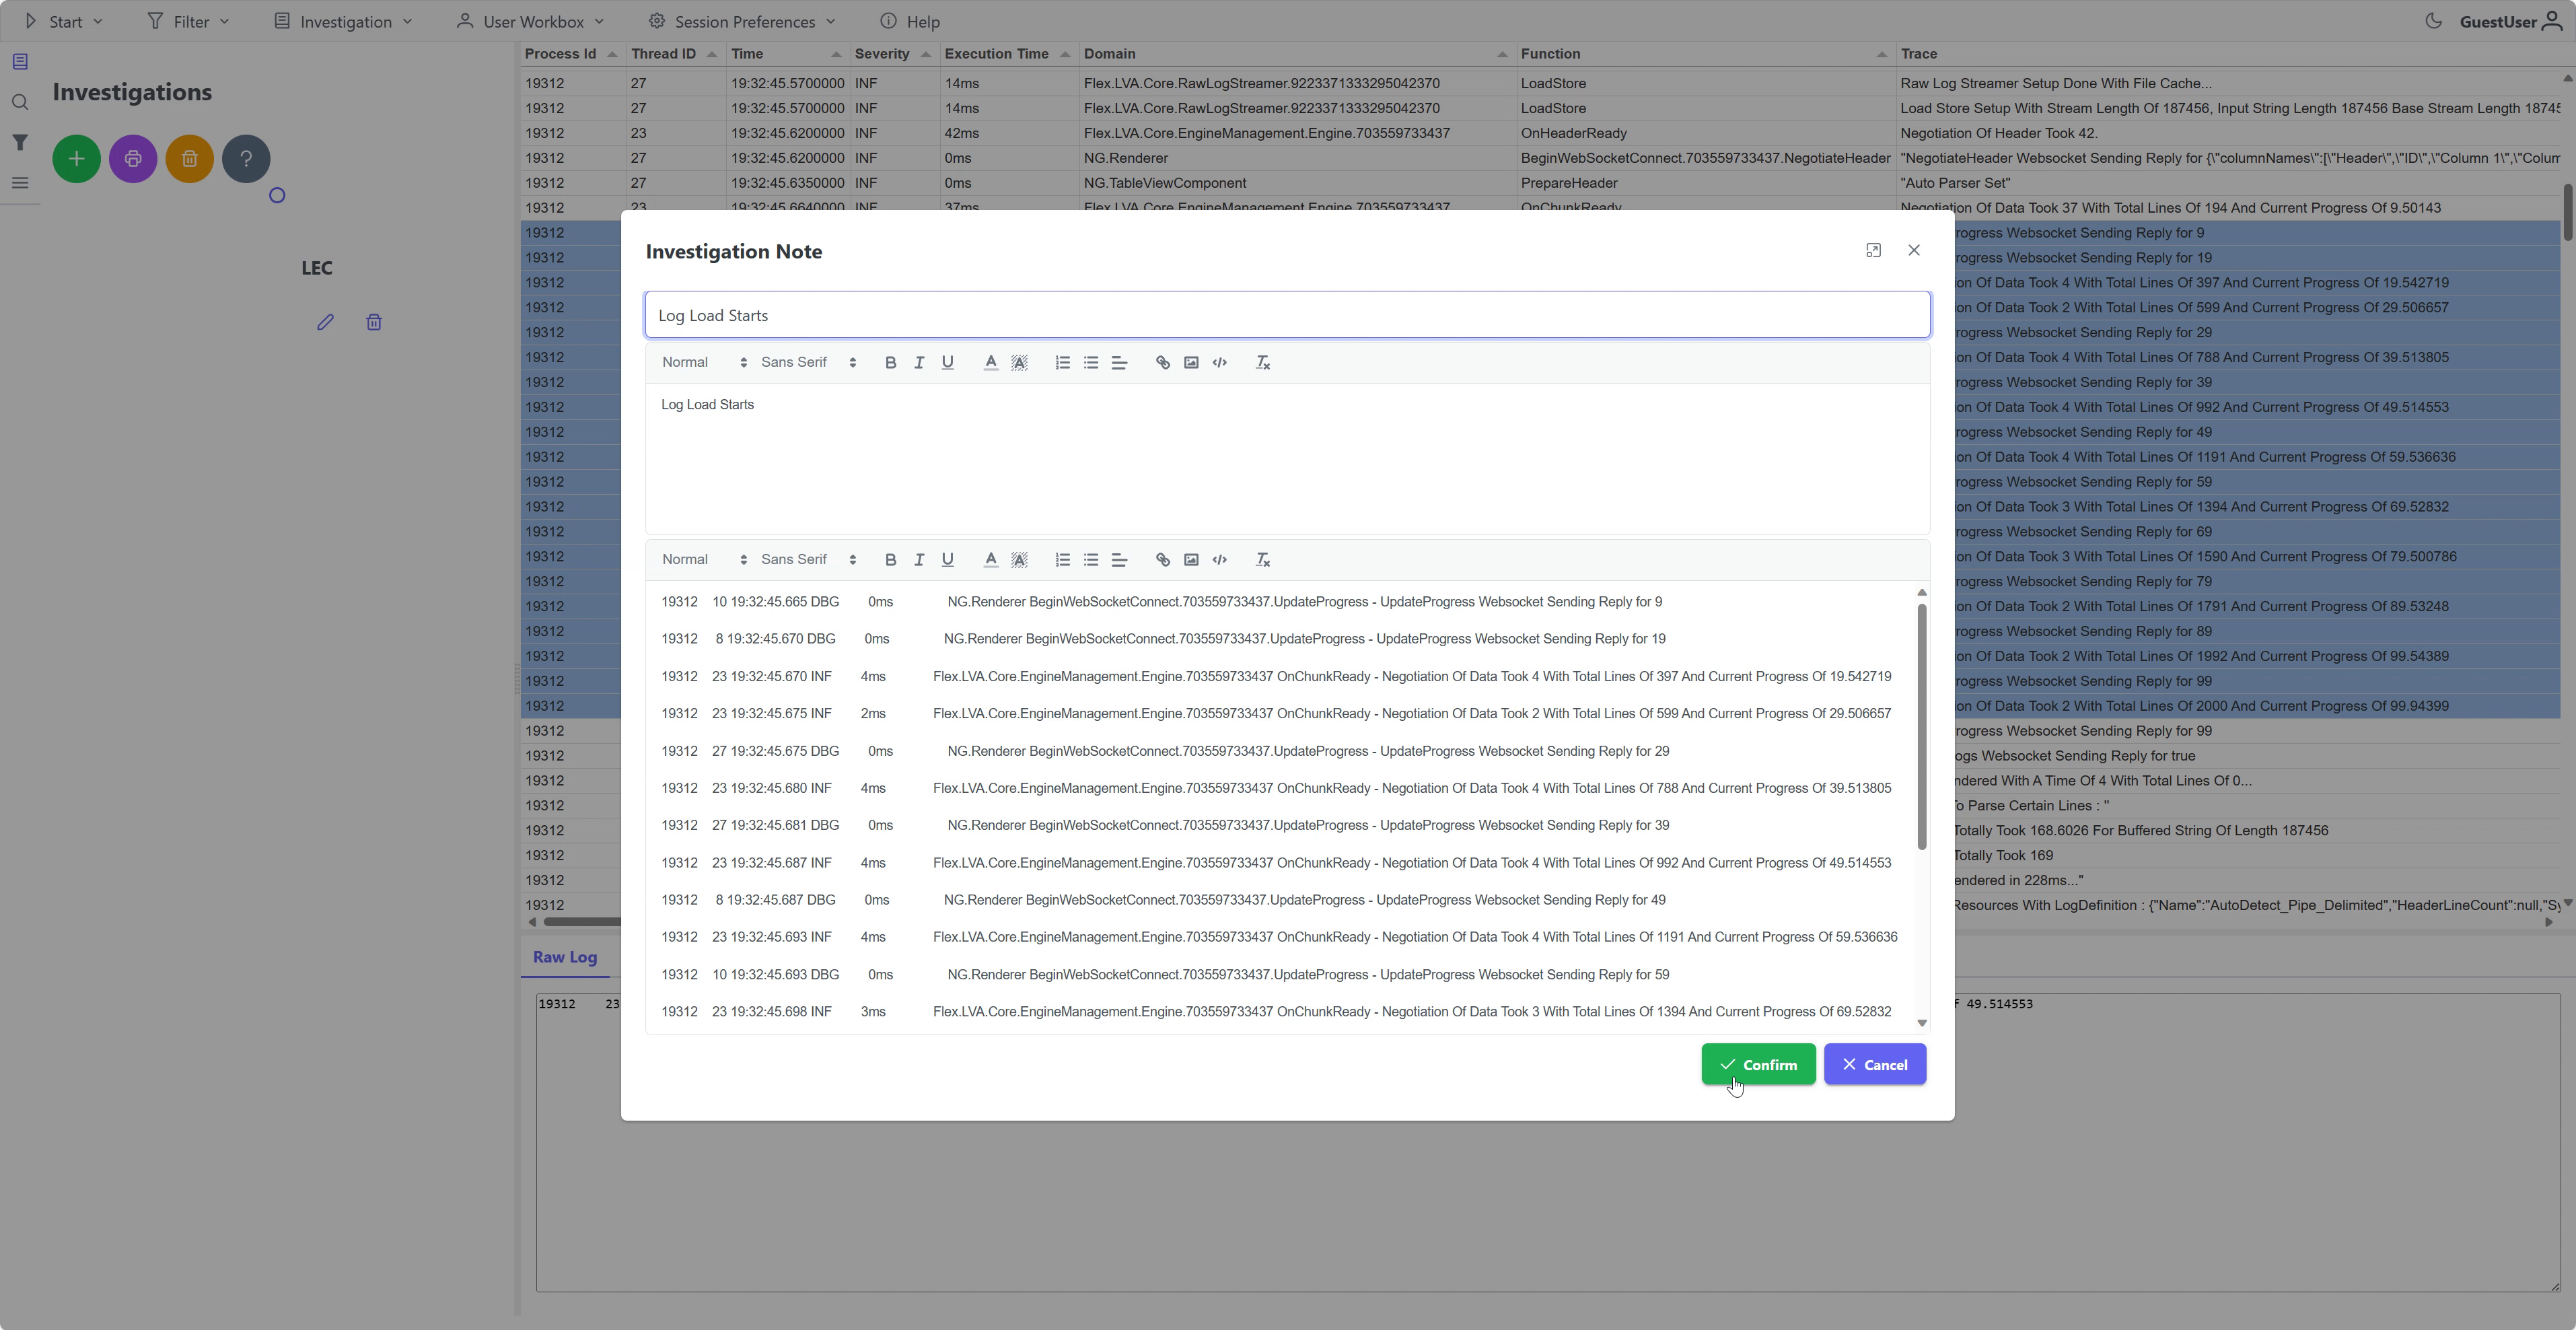 Start Filter Investigation User Workbox Session Preferences Help GuestUser
Investigations
LEC
Process Id Thread ID Time Severity Execution Time Domain Function Trace
19312 27 19:32:45.5700000 INF 14ms Flex.LVA.Core.RawLogStreamer.9223371333295042370 LoadStore Raw Log Streamer Setup Done With File Cache...
19312 27 19:32:45.5700000 INF 14ms Flex.LVA.Core.RawLogStreamer.9223371333295042370 LoadStore Load Store Setup With Stream Length Of 187456, Input String Length 187456 Base Stream Length 18745
19312 23 19:32:45.6200000 INF 42ms Flex.LVA.Core.EngineManagement.Engine.703559733437 OnHeaderReady Negotiation Of Header Took 42.
19312 27 19:32:45.6200000 INF 0ms NG.Renderer BeginWebSocketConnect.703559733437.NegotiateHeader "NegotiateHeader Websocket Sending Reply for {\"columnNames\":[\"Header\",\"ID\",\"Column 1\",\"Colum
19312 27 19:32:45.6350000 INF 0ms NG.TableViewComponent PrepareHeader "Auto Parser Set"
19312 23 19:32:45.6640000 INF 37ms Flex.LVA.Core.EngineManagement.Engine.703559733437 OnChunkReady Negotiation Of Data Took 37 With Total Lines Of 194 And Current Progress Of 9.50143
19312 rogress Websocket Sending Reply for 9
19312 rogress Websocket Sending Reply for 19
19312 on Of Data Took 4 With Total Lines Of 397 And Current Progress Of 19.542719
19312 on Of Data Took 2 With Total Lines Of 599 And Current Progress Of 29.506657
19312 rogress Websocket Sending Reply for 29
19312 on Of Data Took 4 With Total Lines Of 788 And Current Progress Of 39.513805
19312 rogress Websocket Sending Reply for 39
19312 on Of Data Took 4 With Total Lines Of 992 And Current Progress Of 49.514553
19312 rogress Websocket Sending Reply for 49
19312 on Of Data Took 4 With Total Lines Of 1191 And Current Progress Of 59.536636
19312 rogress Websocket Sending Reply for 59
19312 on Of Data Took 3 With Total Lines Of 1394 And Current Progress Of 69.52832
19312 rogress Websocket Sending Reply for 69
19312 on Of Data Took 3 With Total Lines Of 1590 And Current Progress Of 79.500786
19312 rogress Websocket Sending Reply for 79
19312 on Of Data Took 2 With Total Lines Of 1791 And Current Progress Of 89.53248
19312 rogress Websocket Sending Reply for 89
19312 on Of Data Took 2 With Total Lines Of 1992 And Current Progress Of 99.54389
19312 rogress Websocket Sending Reply for 99
19312 on Of Data Took 2 With Total Lines Of 2000 And Current Progress Of 99.94399
19312 rogress Websocket Sending Reply for 99
19312 ogs Websocket Sending Reply for true
19312 ndered With A Time Of 4 With Total Lines Of 0...
19312 o Parse Certain Lines : "
19312 Totally Took 168.6026 For Buffered String Of Length 187456
19312 Totally Took 169
19312 endered in 228ms..."
19312 Resources With LogDefinition : {"Name":"AutoDetect_Pipe_Delimited","HeaderLineCount":null,"Sy
Investigation Note
Log Load Starts
Normal Sans Serif
Log Load Starts
Normal Sans Serif
19312 10 19:32:45.665 DBG 0ms NG.Renderer BeginWebSocketConnect.703559733437.UpdateProgress - UpdateProgress Websocket Sending Reply for 9
19312 8 19:32:45.670 DBG 0ms NG.Renderer BeginWebSocketConnect.703559733437.UpdateProgress - UpdateProgress Websocket Sending Reply for 19
19312 23 19:32:45.670 INF 4ms Flex.LVA.Core.EngineManagement.Engine.703559733437 OnChunkReady - Negotiation Of Data Took 4 With Total Lines Of 397 And Current Progress Of 19.542719
19312 23 19:32:45.675 INF 2ms Flex.LVA.Core.EngineManagement.Engine.703559733437 OnChunkReady - Negotiation Of Data Took 2 With Total Lines Of 599 And Current Progress Of 29.506657
19312 27 19:32:45.675 DBG 0ms NG.Renderer BeginWebSocketConnect.703559733437.UpdateProgress - UpdateProgress Websocket Sending Reply for 29
19312 23 19:32:45.680 INF 4ms Flex.LVA.Core.EngineManagement.Engine.703559733437 OnChunkReady - Negotiation Of Data Took 4 With Total Lines Of 788 And Current Progress Of 39.513805
19312 27 19:32:45.681 DBG 0ms NG.Renderer BeginWebSocketConnect.703559733437.UpdateProgress - UpdateProgress Websocket Sending Reply for 39
19312 23 19:32:45.687 INF 4ms Flex.LVA.Core.EngineManagement.Engine.703559733437 OnChunkReady - Negotiation Of Data Took 4 With Total Lines Of 992 And Current Progress Of 49.514553
19312 8 19:32:45.687 DBG 0ms NG.Renderer BeginWebSocketConnect.703559733437.UpdateProgress - UpdateProgress Websocket Sending Reply for 49
19312 23 19:32:45.693 INF 4ms Flex.LVA.Core.EngineManagement.Engine.703559733437 OnChunkReady - Negotiation Of Data Took 4 With Total Lines Of 1191 And Current Progress Of 59.536636
19312 10 19:32:45.693 DBG 0ms NG.Renderer BeginWebSocketConnect.703559733437.UpdateProgress - UpdateProgress Websocket Sending Reply for 59
19312 23 19:32:45.698 INF 3ms Flex.LVA.Core.EngineManagement.Engine.703559733437 OnChunkReady - Negotiation Of Data Took 3 With Total Lines Of 1394 And Current Progress Of 69.52832
Confirm Cancel
Raw Log
19312 23 f 49.514553